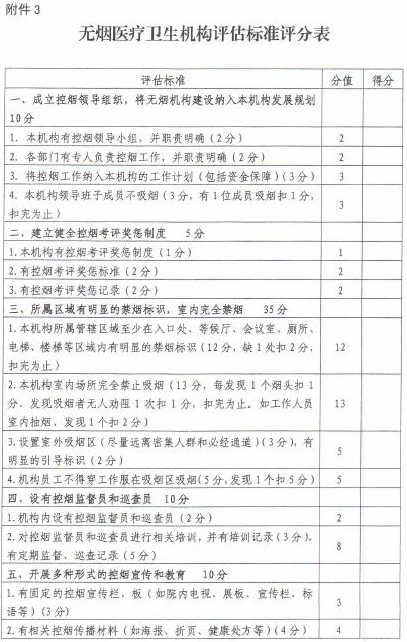 附件 3
无烟医疗卫生机构评估标准评分表
评估标准 分值 得分
一、成立控烟领导组织，将无烟机构建设纳入本机构发展规划
10分
1. 本机构有控烟领导小组，并职责明确（2分） 2
2. 各部门有专人负责控烟工作，并职责明确（2分） 2
3. 将控烟工作纳入本机构的工作计划（包括资金保障）（3分） 3
4. 本机构领导班子成员不吸烟（3分，有1位成员吸烟扣1分，
扣完为止） 3
二、建立健全控烟考评奖惩制度 5分
1.本机构有控烟考评奖惩制度（1分） 1
2.有控烟考评奖惩标准（2分） 2
3.有控烟考评奖惩记录（2分） 2
三、所属区域有明显的禁烟标识，室内完全禁烟 35分
1.本机构所属管辖区域至少在入口处、等候厅、会议室、厕所、
电梯、楼梯等区域内有明显的禁烟标识（12分，缺1处扣2分，
扣完为止） 12
2.本机构室内场所完全禁止吸烟（13分，每发现1个烟头扣1
分，发现吸烟者无人劝阻1次扣1分，扣完为止。如工作人员
室内抽烟，发现1个扣2分） 13
3.设置室外吸烟区（尽量远离密集人群和必经通道）（3分），有
明显的引导标识（2分） 5
4.机构员工不得穿工作服在吸烟区吸烟(5分,发现1个扣5分) 5
四、设有控烟监督员和巡查员 10分
1.机构内设有控烟监督员和巡查员（2分） 2
2.对控烟监督员和巡查员进行相关培训，并有培训记录（3分），
有定期监督、巡查记录（5分） 8
五、开展多种形式的控烟宣传和教育 10分
1.有固定的控烟宣传栏、板（如院内电视、展板、宣传栏、标
语等）(3分) 3
2.有相关控烟传播材料（如海报、折页、健康处方等）(4分) 4